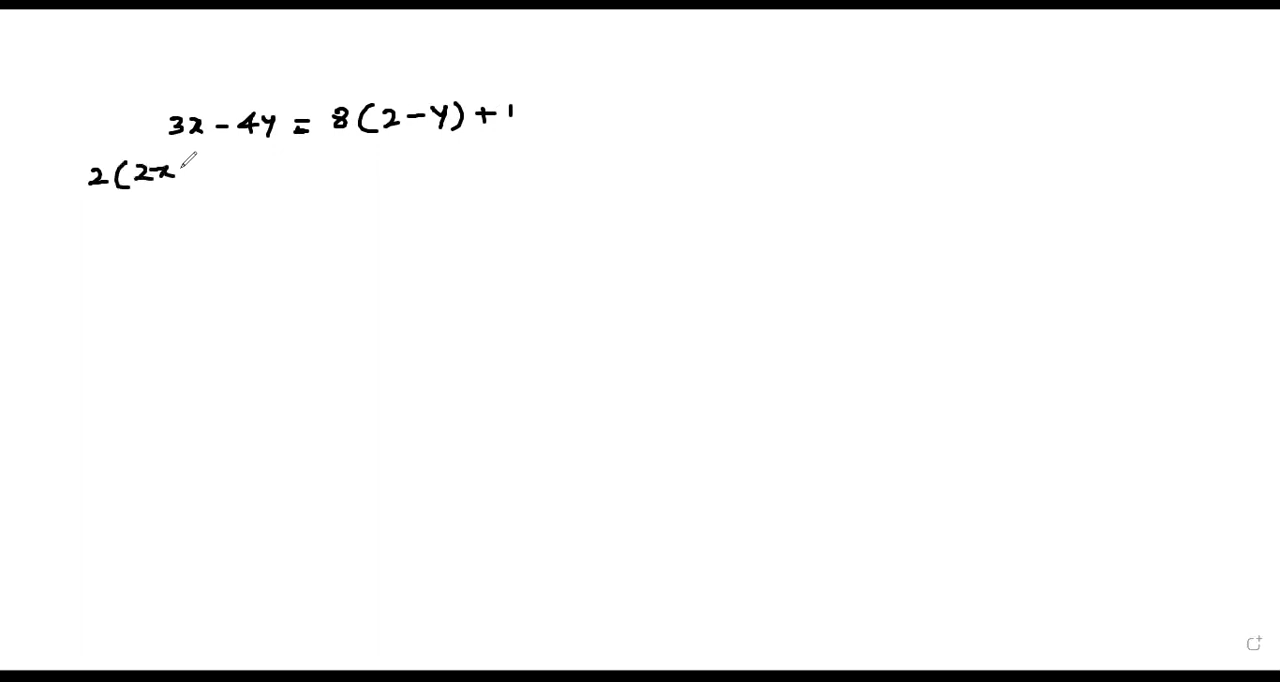 3x - 4y = 8(2-y) + 1
2(2x